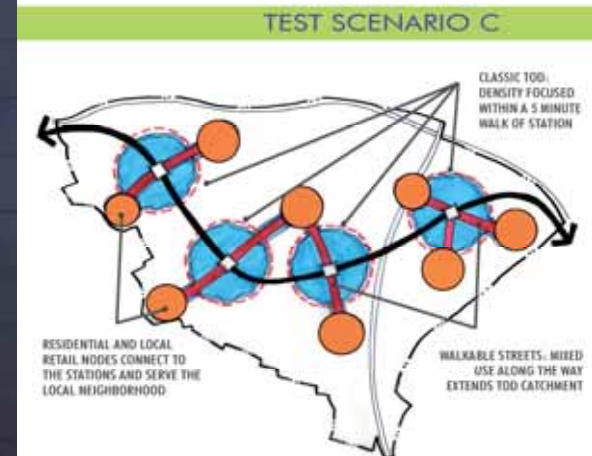 TEST SCENARIO C
CLASSIC TOD:
DENSITY FOCUSED
WITHIN A 5 MINUTE
WALK OF STATION
RESIDENTIAL AND LOCAL
RETAIL NODES CONNECT TO
THE STATIONS AND SERVE THE
LOCAL NEIGHBORHOOD
WALKABLE STREETS: MIXED
USE ALONG THE WAY
EXTENDS TOD CATCHMENT